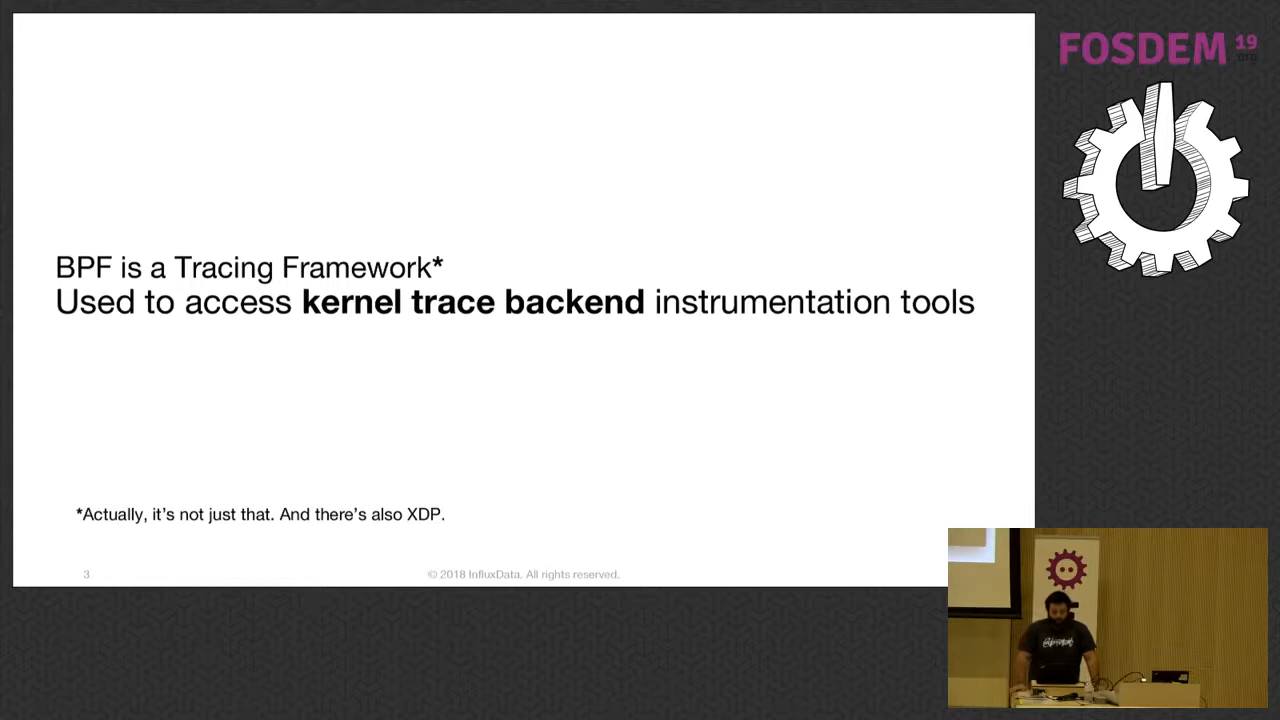 BPF is a Tracing Framework*
Used to access kernel trace backend instrumentation tools
*Actually, it's not just that. And there's also XDP.
3
© 2018 InfluxData. All rights reserved.
FOSDEM 19
.org